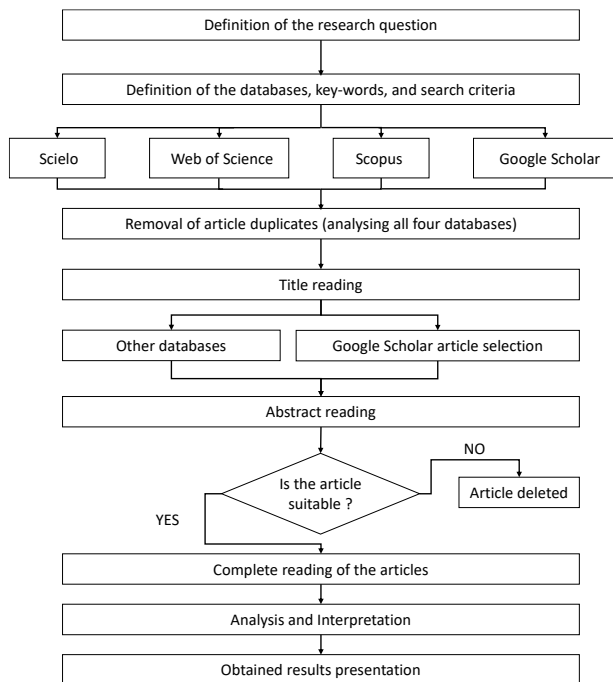 Definition of the research question
Definition of the databases, key-words, and search criteria
Scielo
Web of Science
Scopus
Google Scholar
Removal of article duplicates (analysing all four databases)
Title reading
Other databases
Google Scholar article selection
Abstract reading
NO
Is the article
suitable ?
Article deleted
YES
Complete reading of the articles
Analysis and Interpretation
Obtained results presentation